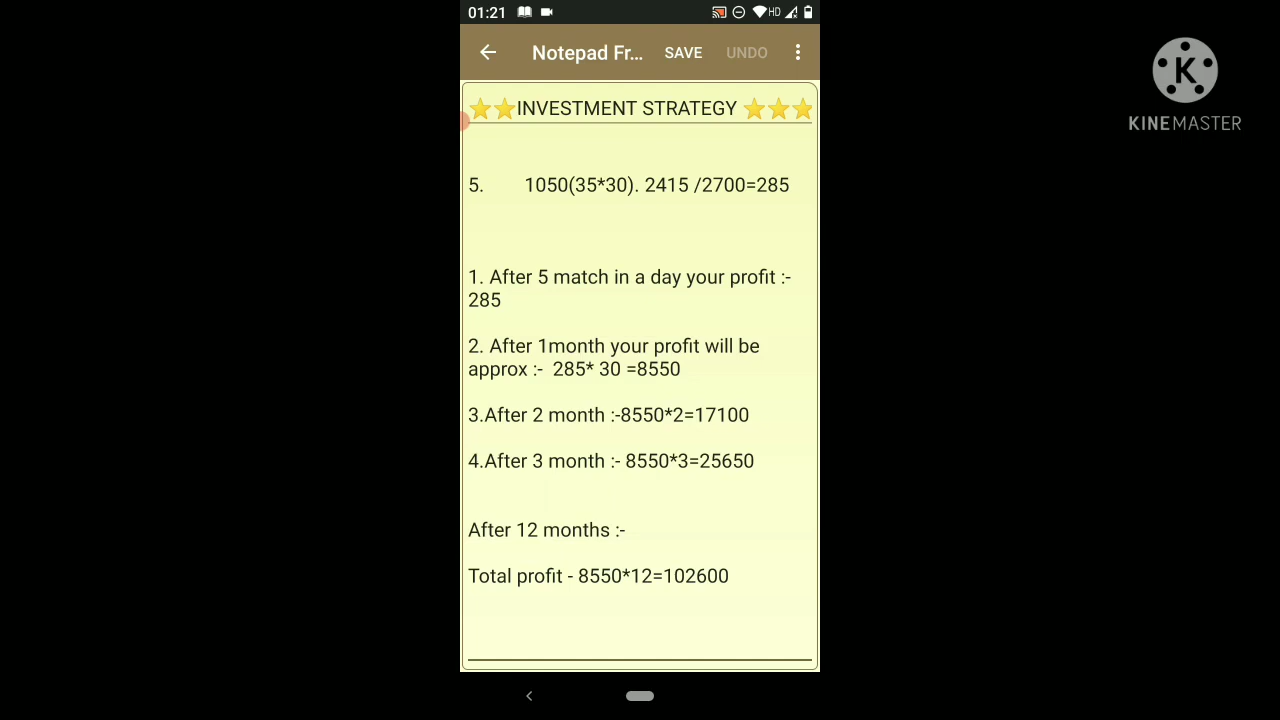 01:21
HD
Notepad Fr... SAVE UNDO
⭐⭐INVESTMENT STRATEGY ⭐⭐⭐
5. 1050(35*30). 2415 /2700=285
1. After 5 match in a day your profit :-
285
2. After 1month your profit will be
approx :- 285* 30 =8550
3.After 2 month :-8550*2=17100
4.After 3 month :- 8550*3=25650
After 12 months :-
Total profit - 8550*12=102600
K
KINEMASTER